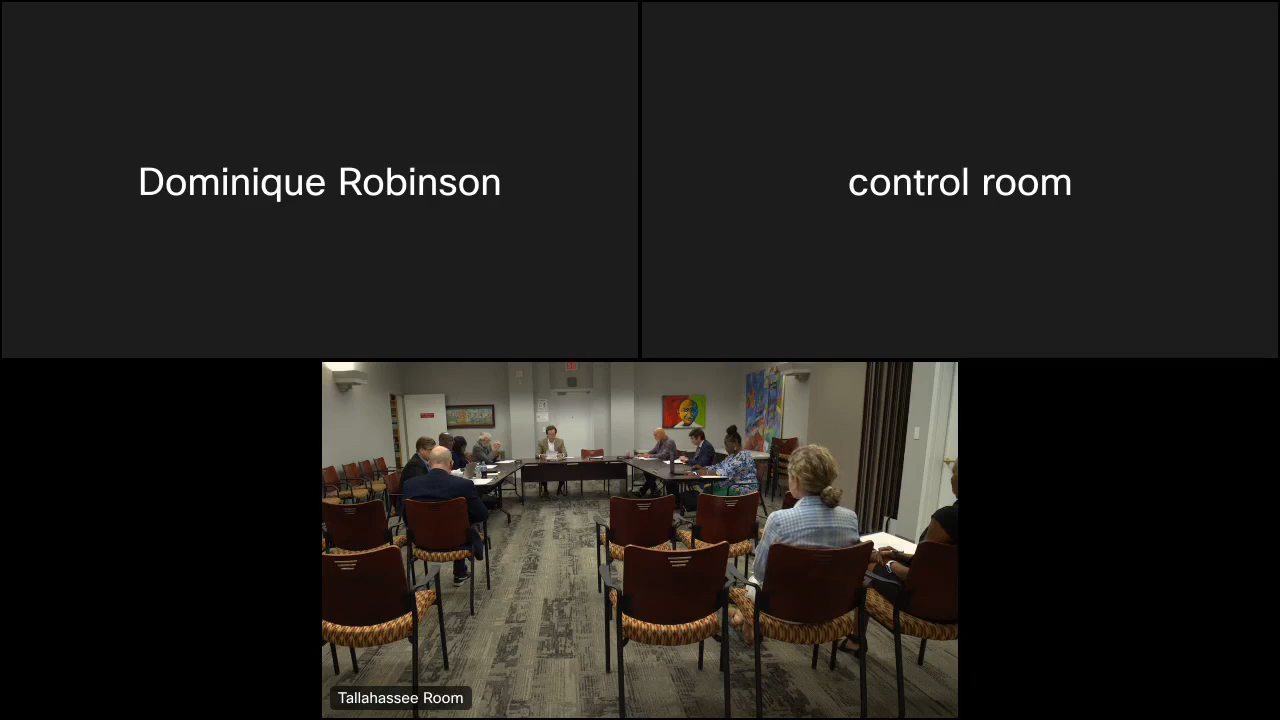 Dominique Robinson
control room
Tallahassee Room